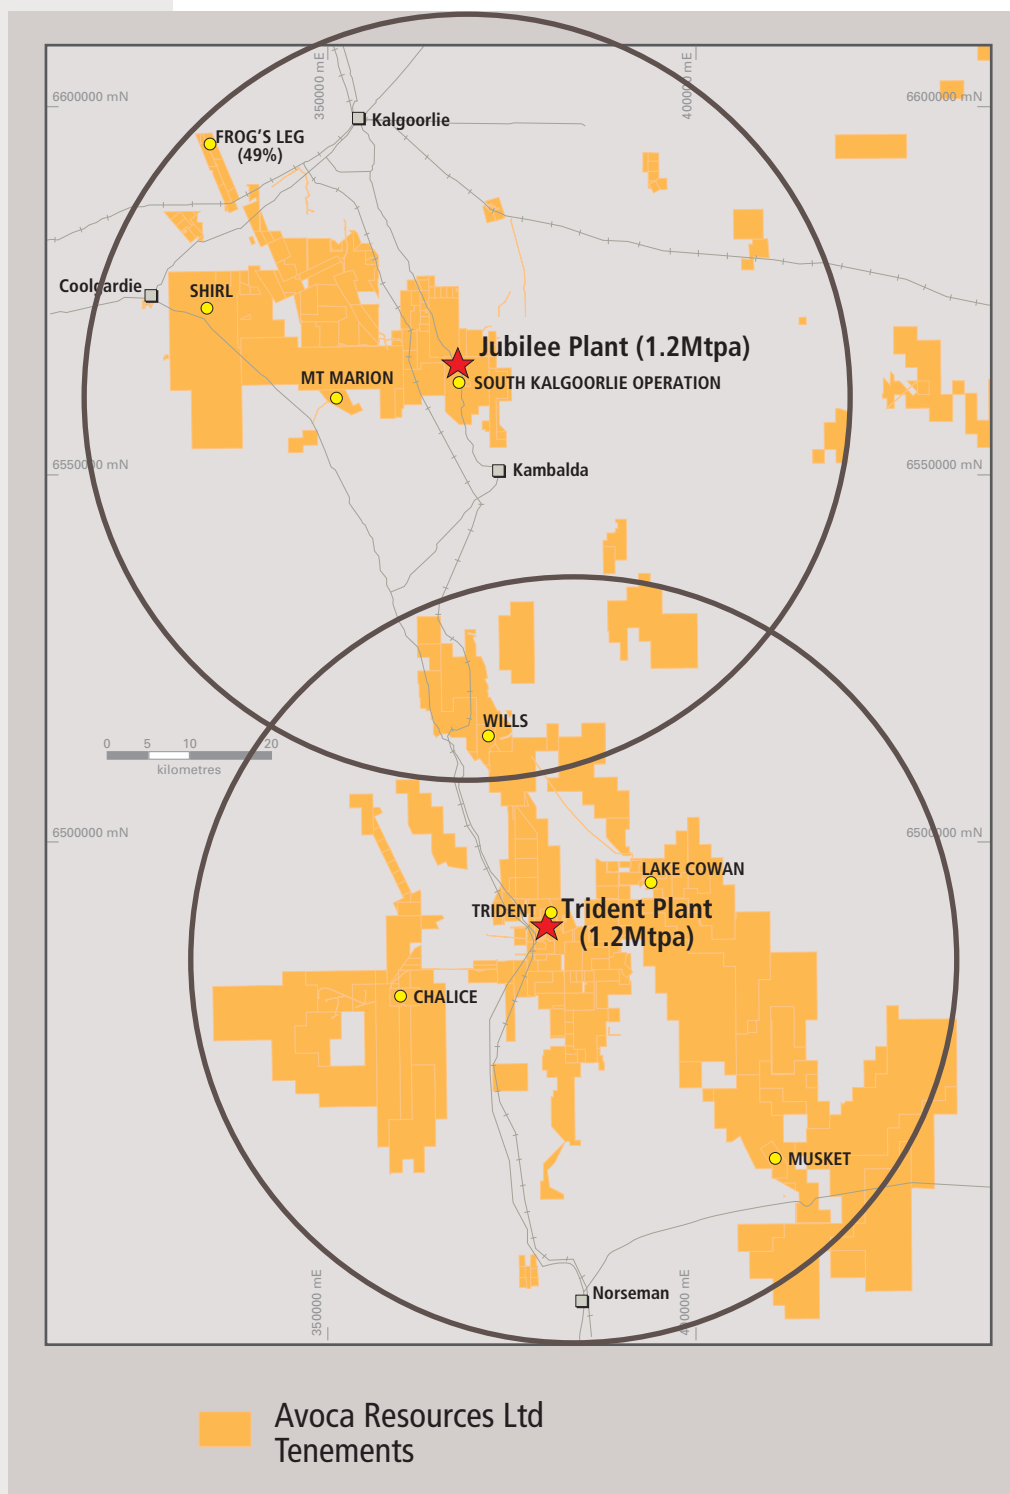 350000 mE
400000 mE
6600000 mN
6600000 mN
Kalgoorlie
FROG'S LEG
(49%)
Coolgardie
SHIRL
Jubilee Plant (1.2Mtpa)
MT MARION
SOUTH KALGOORLIE OPERATION
6550000 mN
6550000 mN
Kambalda
WILLS
0 5 10 20
kilometres
6500000 mN
6500000 mN
LAKE COWAN
TRIDENT
Trident Plant
(1.2Mtpa)
CHALICE
MUSKET
350000 mE
400000 mE
Norseman
Avoca Resources Ltd
Tenements